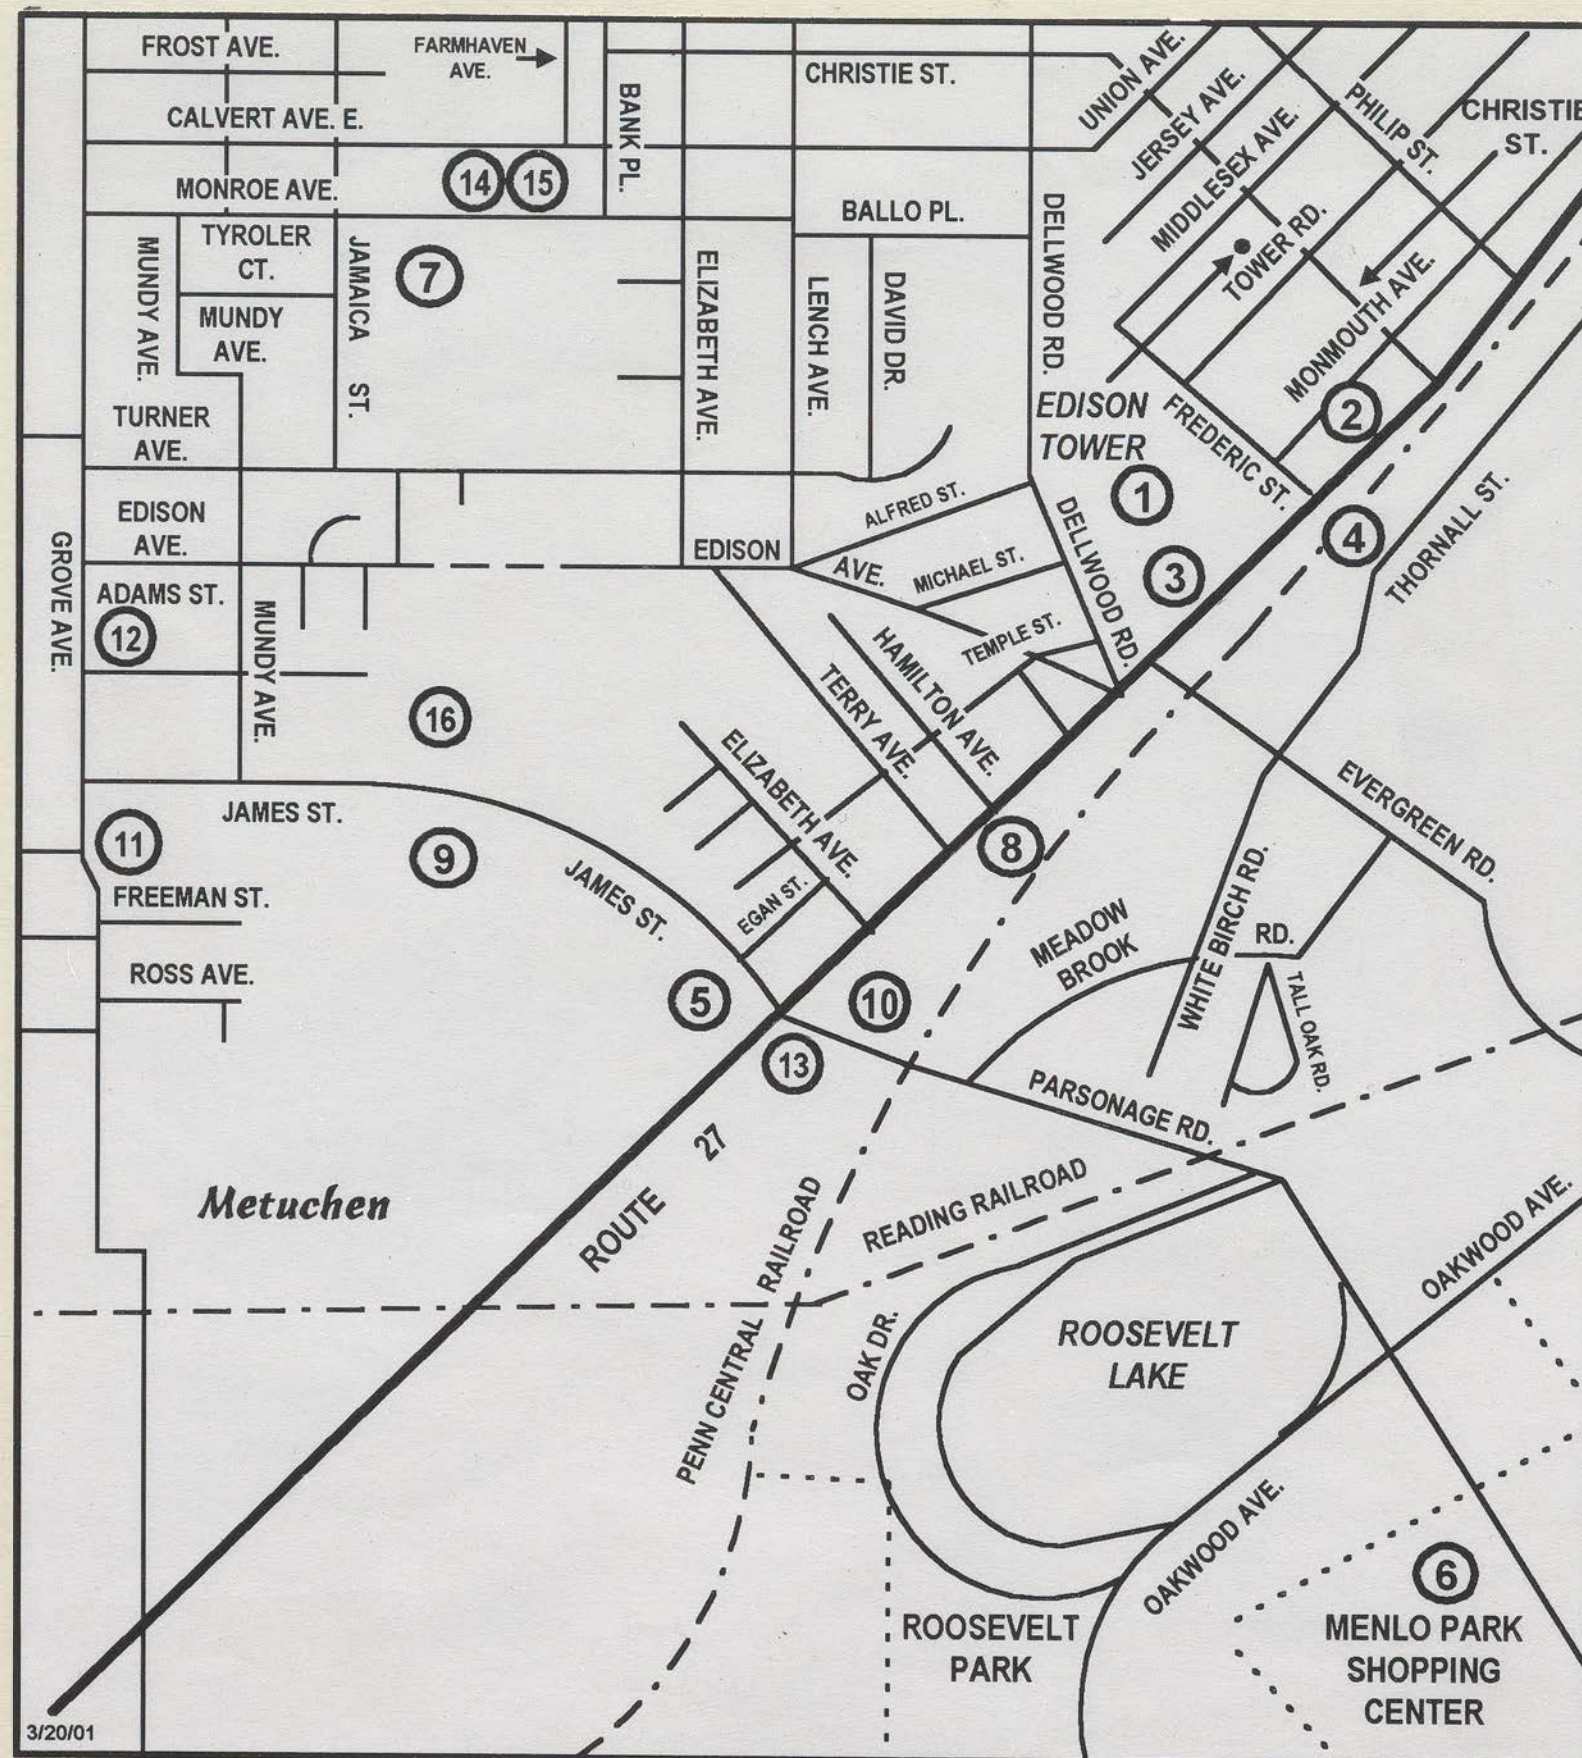 FROST AVE.
FARMHAVEN
AVE.
CHRISTIE ST.
UNION AVE.
CALVERT AVE. E.
BANK PL.
JERSEY AVE.
PHILIP ST.
CHRISTIE
ST.
MONROE AVE.
14
15
MIDDLESEX AVE.
BALLO PL.
DELLWOOD RD.
TOWER RD.
TYROLER
CT.
MUNDY AVE.
JAMAICA ST.
7
ELIZABETH AVE.
LENCH AVE.
DAVID DR.
MUNDY
AVE.
MONMOUTH AVE.
2
EDISON
TOWER
FREDERIC ST.
TURNER
AVE.
1
ALFRED ST.
DELLWOOD RD.
EDISON
AVE.
EDISON
AVE.
MICHAEL ST.
3
4
THORNALL ST.
GROVE AVE.
ADAMS ST.
12
MUNDY AVE.
TEMPLE ST.
HAMILTON AVE.
TERRY AVE.
16
ELIZABETH AVE.
EVERGREEN RD.
JAMES ST.
11
9
8
JAMES ST.
EGAN ST.
WHITE BIRCH RD.
FREEMAN ST.
MEADOW
BROOK
RD.
ROSS AVE.
5
10
TALL OAK RD.
13
PARSONAGE RD.
Metuchen
ROUTE 27
READING RAILROAD
PENN CENTRAL RAILROAD
OAKWOOD AVE.
OAK DR.
ROOSEVELT
LAKE
OAKWOOD AVE.
6
ROOSEVELT
PARK
MENLO PARK
SHOPPING
CENTER
3/20/01